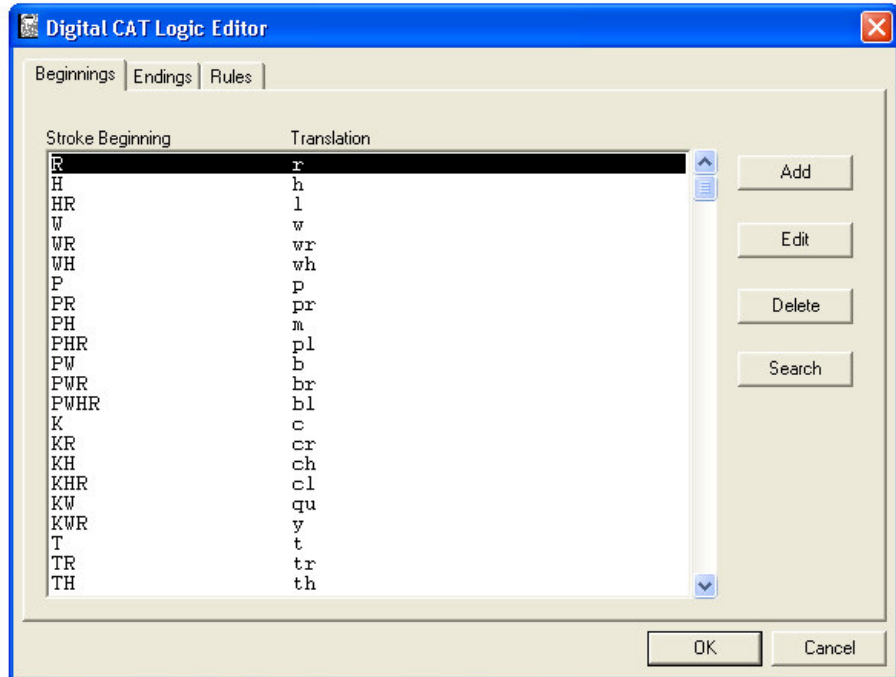 Digital CAT Logic Editor
Beginnings Endings Rules
Stroke Beginning Translation
R r
H h
HR l
W w
WR wr
WH wh
P p
PR pr
PH m
PHR pl
PW b
PWR br
PWHR bl
K c
KR cr
KH ch
KHR cl
KW qu
KWR y
T t
TR tr
TH th
Add
Edit
Delete
Search
OK Cancel